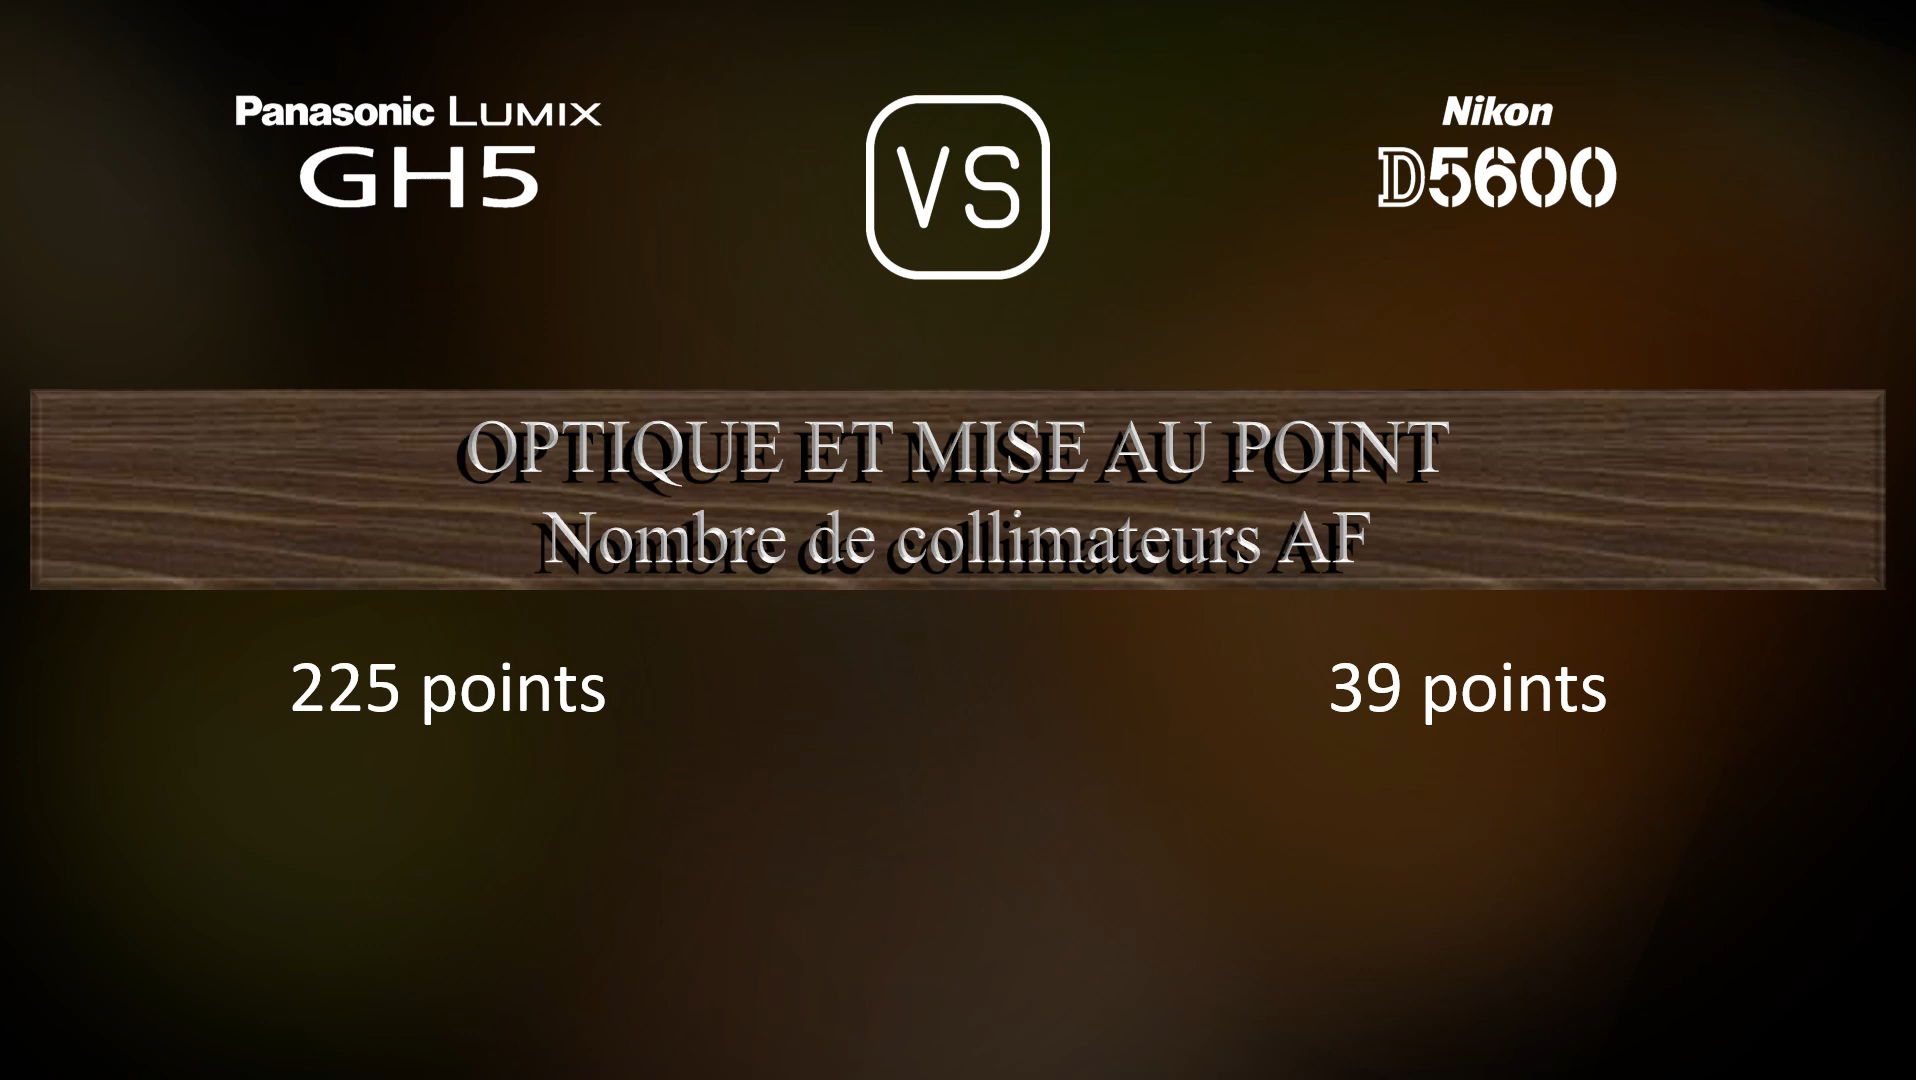 Panasonic LUMIX
GH5
VS
Nikon
D5600
OPTIQUE ET MISE AU POINT
Nombre de collimateurs AF
225 points
39 points